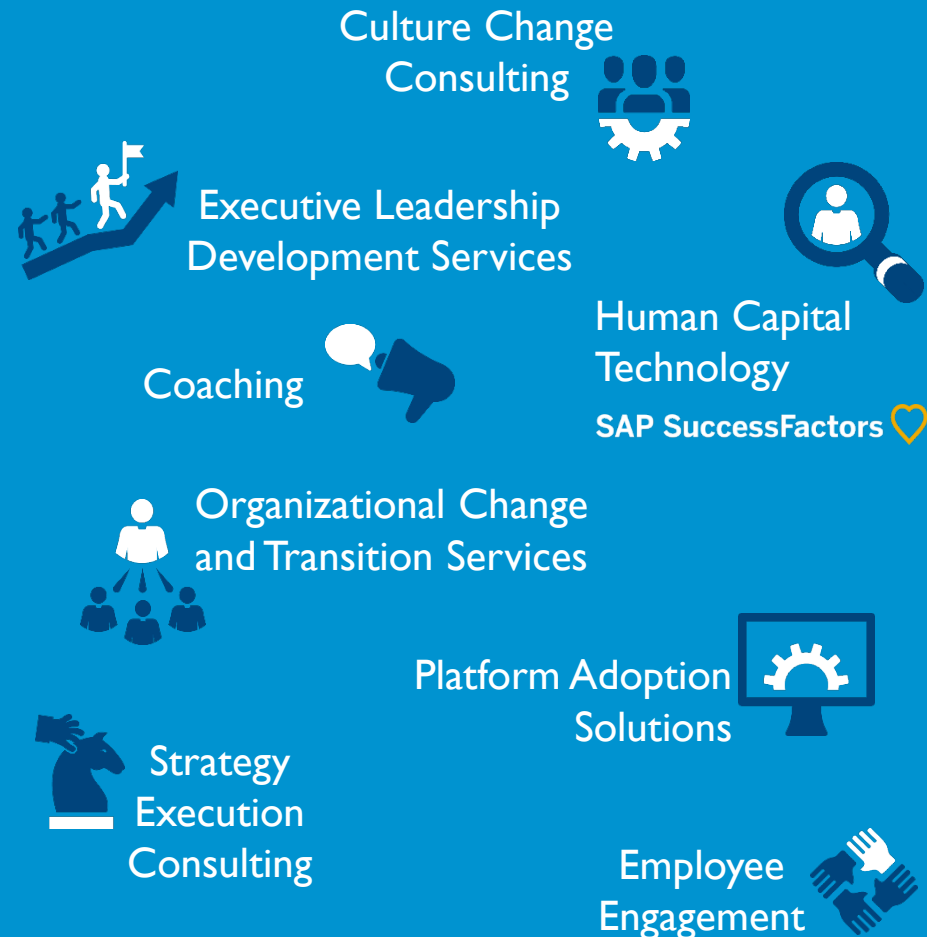 Culture Change
Consulting
Executive Leadership
Development Services
Human Capital
Technology
SAP SuccessFactors
Coaching
Organizational Change
and Transition Services
Platform Adoption
Solutions
Strategy
Execution
Consulting
Employee
Engagement